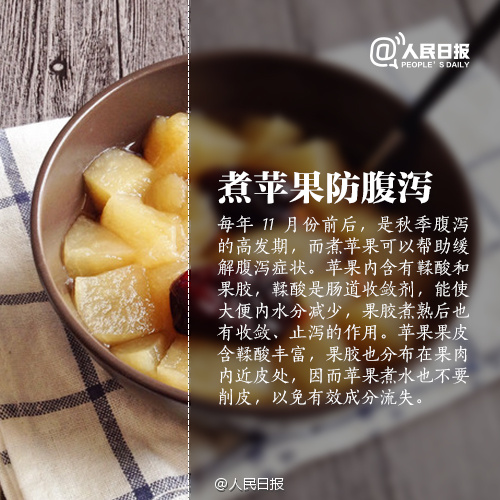 @人民日报
PEOPLE'S DAILY
煮苹果防腹泻
每年 11 月份前后，是秋季腹泻
的高发期，而煮苹果可以帮助缓
解腹泻症状。苹果内含有鞣酸和
果胶，鞣酸是肠道收敛剂，能使
大便内水分减少，果胶煮熟后也
有收敛、止泻的作用。苹果果皮
含鞣酸丰富，果胶也分布在果肉
内近皮处，因而苹果煮水也不要
削皮，以免有效成分流失。
@人民日报